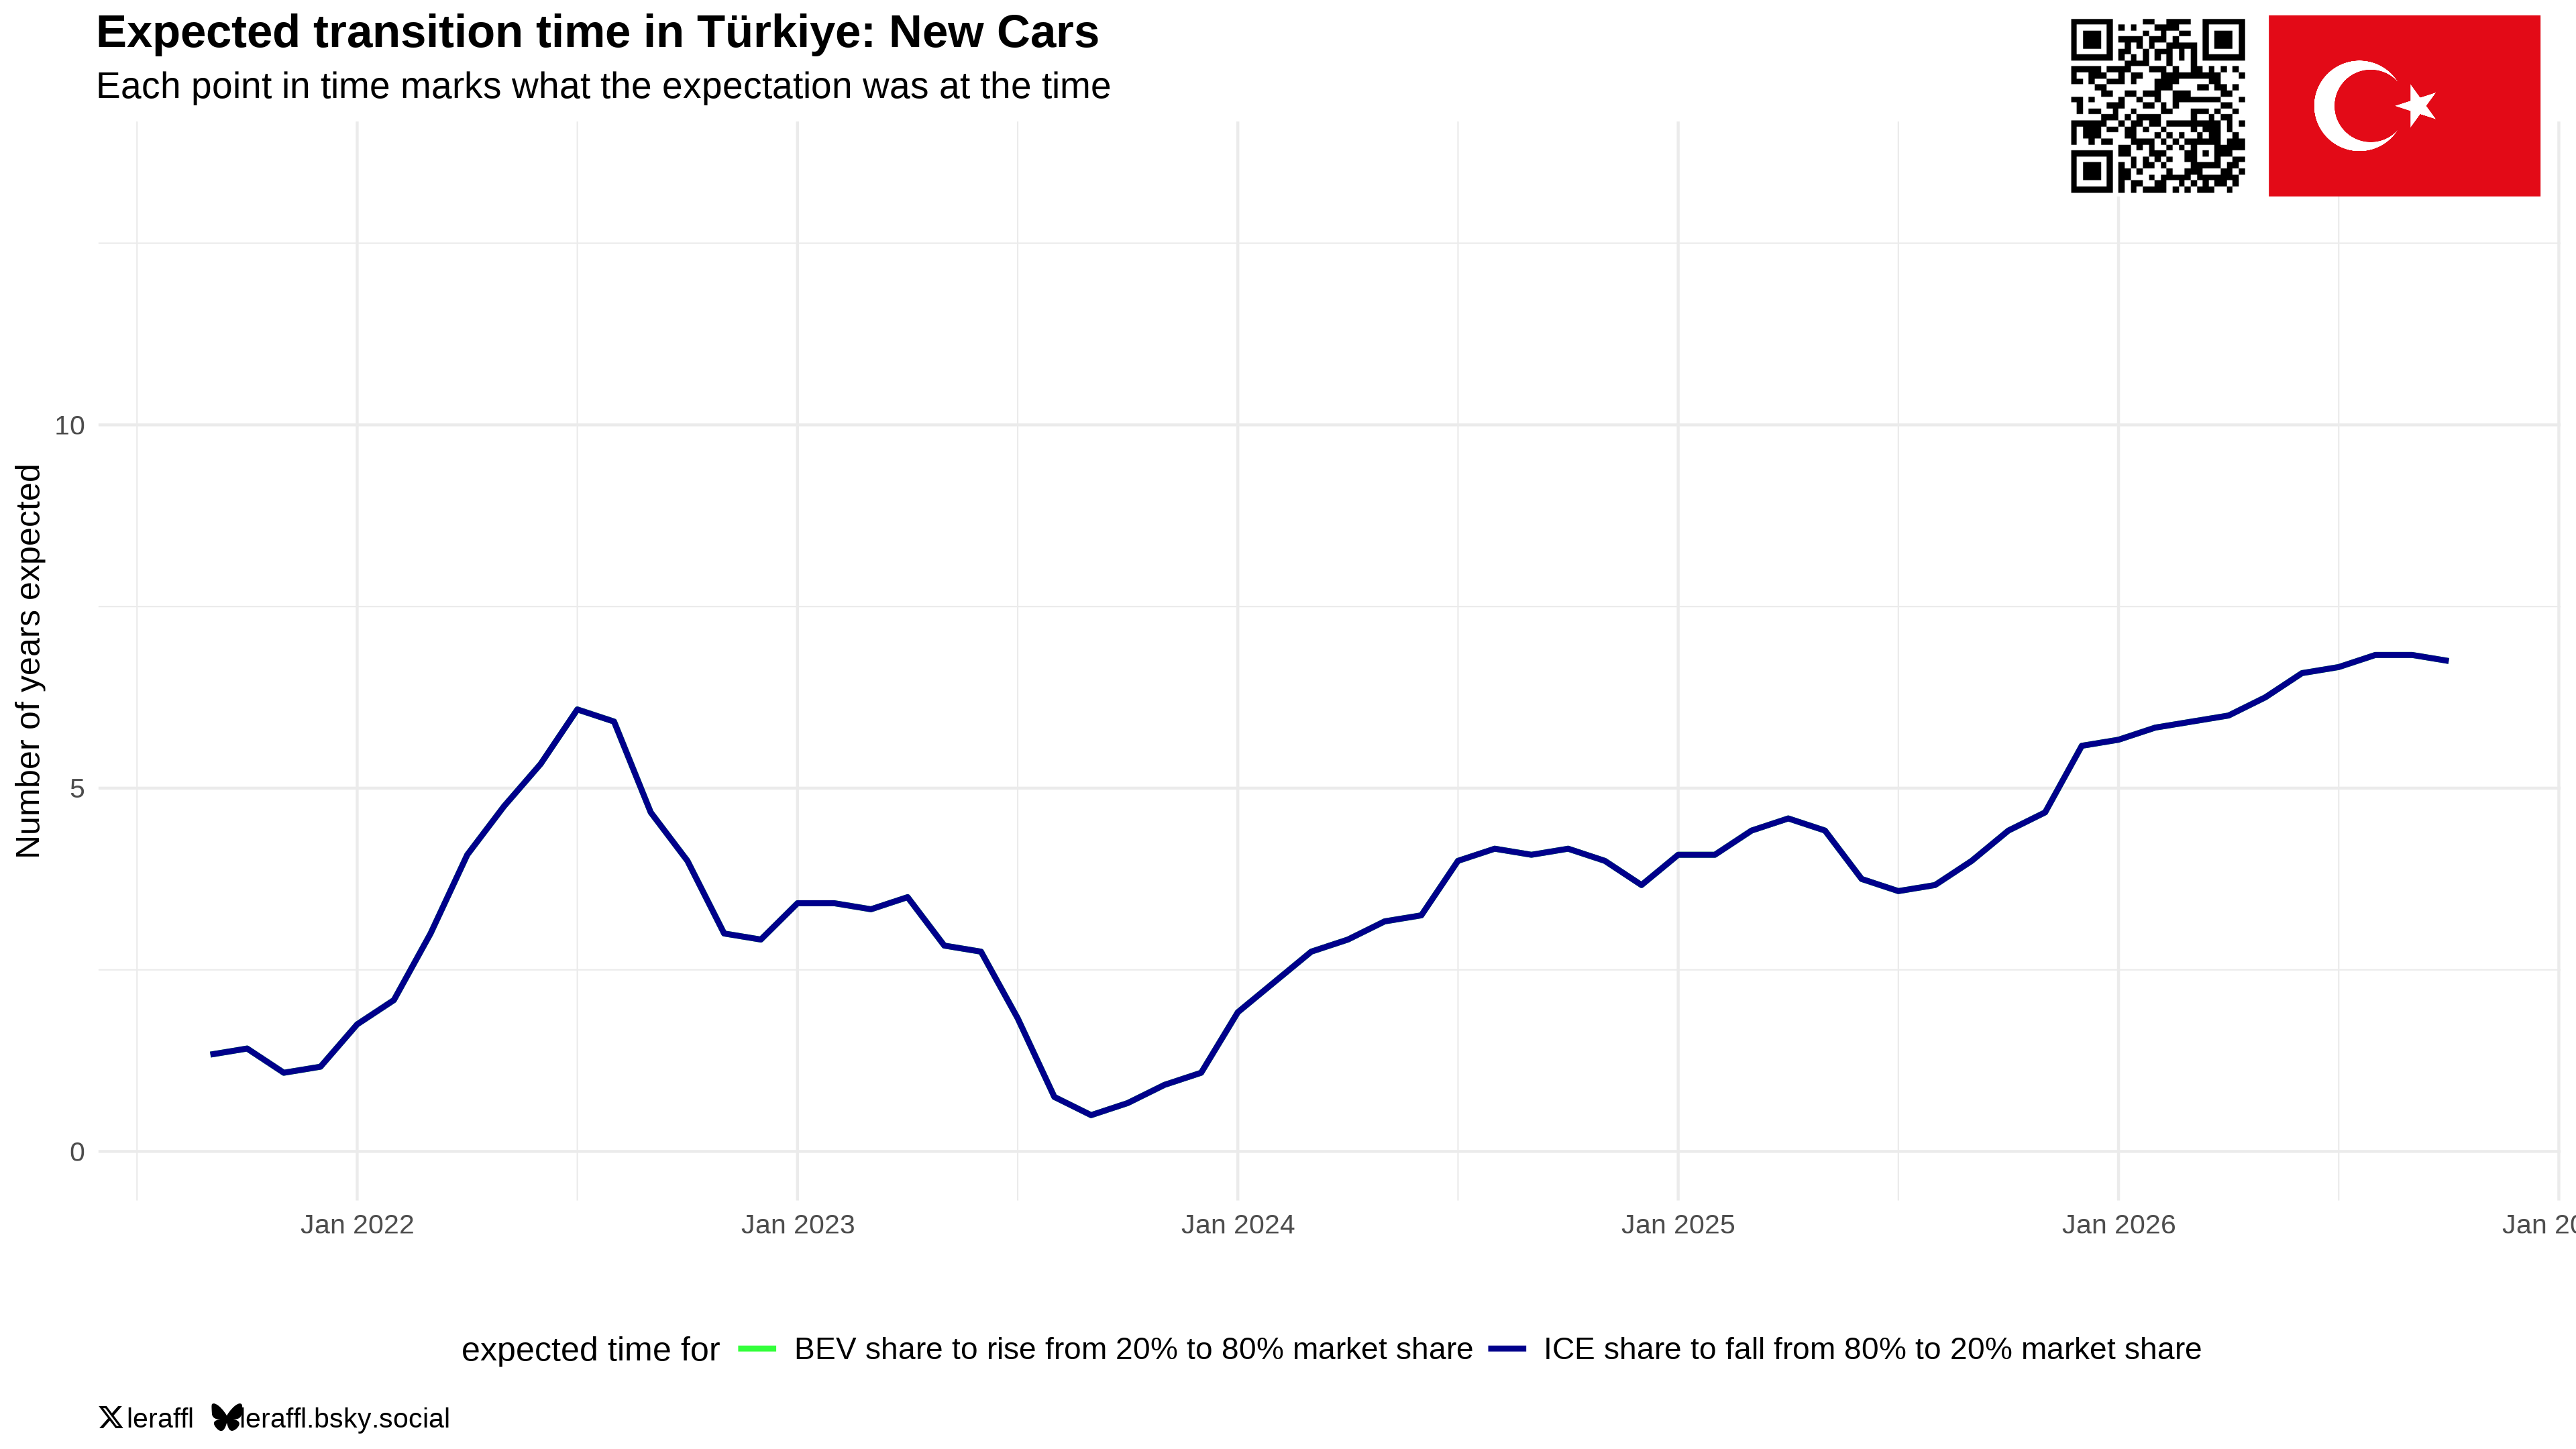 Expected transition time in Türkiye: New Cars
Each point in time marks what the expectation was at the time
Number of years expected
10
5
0
Jan 2022
Jan 2023
Jan 2024
Jan 2025
Jan 2026
Jan 20
expected time for
BEV share to rise from 20% to 80% market share
ICE share to fall from 80% to 20% market share
leraffl
leraffl.bsky.social